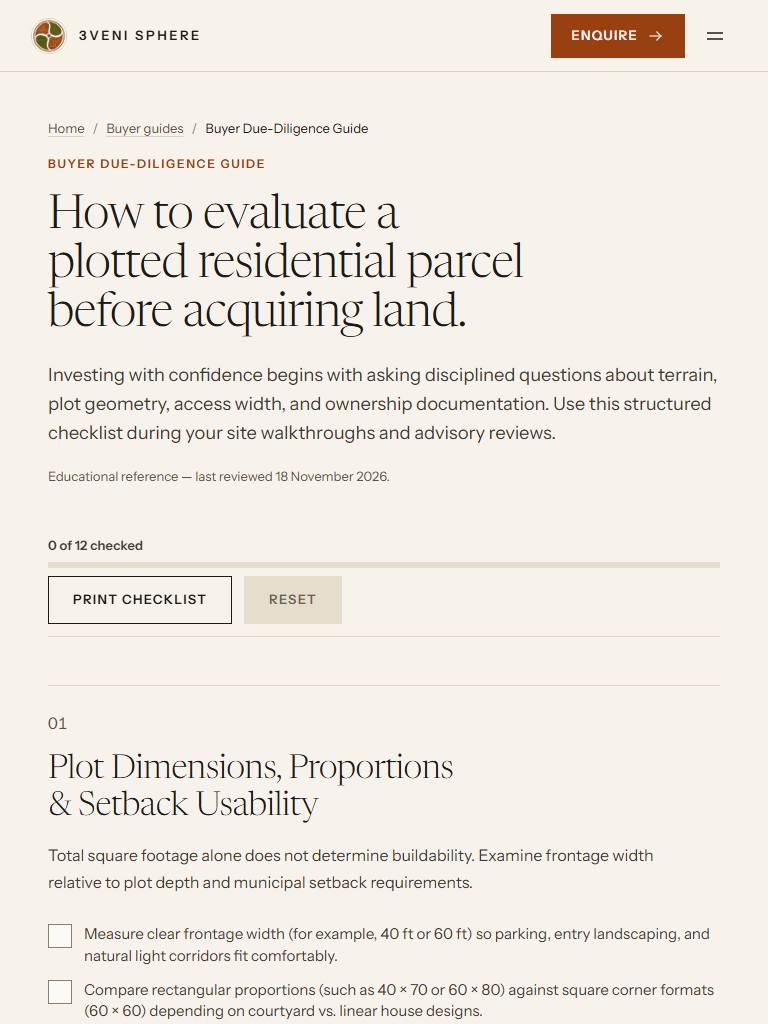 3VENI SPHERE
ENQUIRE →
Home / Buyer guides / Buyer Due-Diligence Guide
BUYER DUE-DILIGENCE GUIDE
How to evaluate a
plotted residential parcel
before acquiring land.
Investing with confidence begins with asking disciplined questions about terrain,
plot geometry, access width, and ownership documentation. Use this structured
checklist during your site walkthroughs and advisory reviews.
Educational reference — last reviewed 18 November 2026.
0 of 12 checked
PRINT CHECKLIST
RESET
01
Plot Dimensions, Proportions
& Setback Usability
Total square footage alone does not determine buildability. Examine frontage width
relative to plot depth and municipal setback requirements.
Measure clear frontage width (for example, 40 ft or 60 ft) so parking, entry landscaping, and
natural light corridors fit comfortably.
Compare rectangular proportions (such as 40 × 70 or 60 × 80) against square corner formats
(60 × 60) depending on courtyard vs. linear house designs.